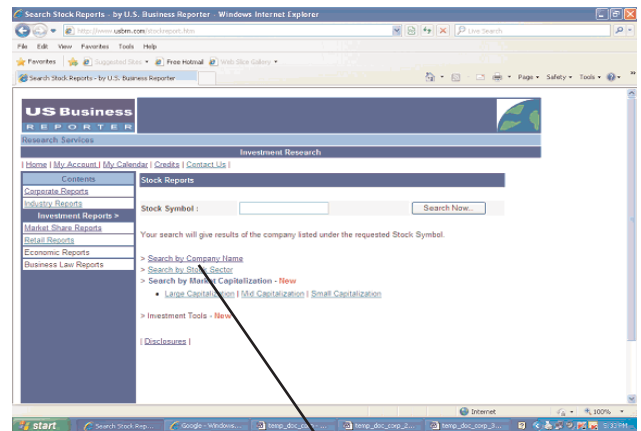 Search Stock Reports - by U.S. Business Reporter - Windows Internet Explorer
http://www.usbrn.com/stockreport.htm
Live Search
File Edit View Favorites Tools Help
Favorites Suggested Sites Free Hotmail Web Slice Gallery
Search Stock Reports - by U.S. Business Reporter
Page Safety Tools
US Business
REPORTER
Research Services
Investment Research
| Home | My Account | My Calendar | Credits | Contact Us |
Contents
Corporate Reports
Industry Reports
Investment Reports >
Market Share Reports
Retail Reports
Economic Reports
Business Law Reports
Stock Reports
Stock Symbol :
Search Now...
Your search will give results of the company listed under the requested Stock Symbol.
> Search by Company Name
> Search by Stock Sector
> Search by Market Capitalization - New
• Large Capitalization | Mid Capitalization | Small Capitalization
> Investment Tools - New
| Disclosures |
Internet 100%
start Search Stock Rep... Google - Windows... temp_doc_corp_... temp_doc_corp_2... temp_doc_corp_3...